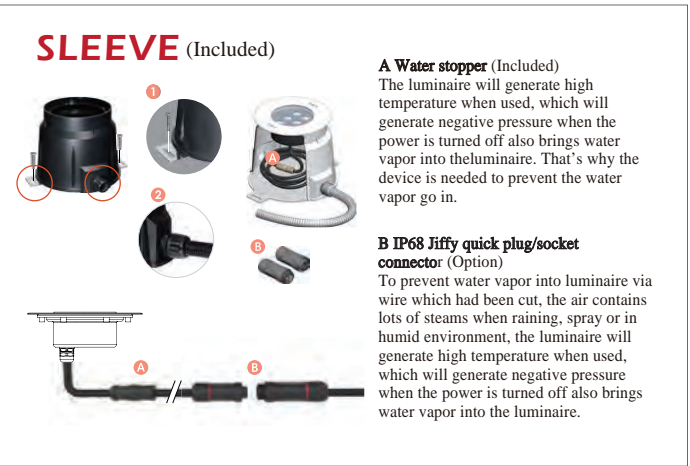 SLEEVE (Included)
1
A
2
B
A
B
A Water stopper (Included)
The luminaire will generate high
temperature when used, which will
generate negative pressure when the
power is turned off also brings water
vapor into theluminaire. That’s why the
device is needed to prevent the water
vapor go in.
B IP68 Jiffy quick plug/socket
connector (Option)
To prevent water vapor into luminaire via
wire which had been cut, the air contains
lots of steams when raining, spray or in
humid environment, the luminaire will
generate high temperature when used,
which will generate negative pressure
when the power is turned off also brings
water vapor into the luminaire.